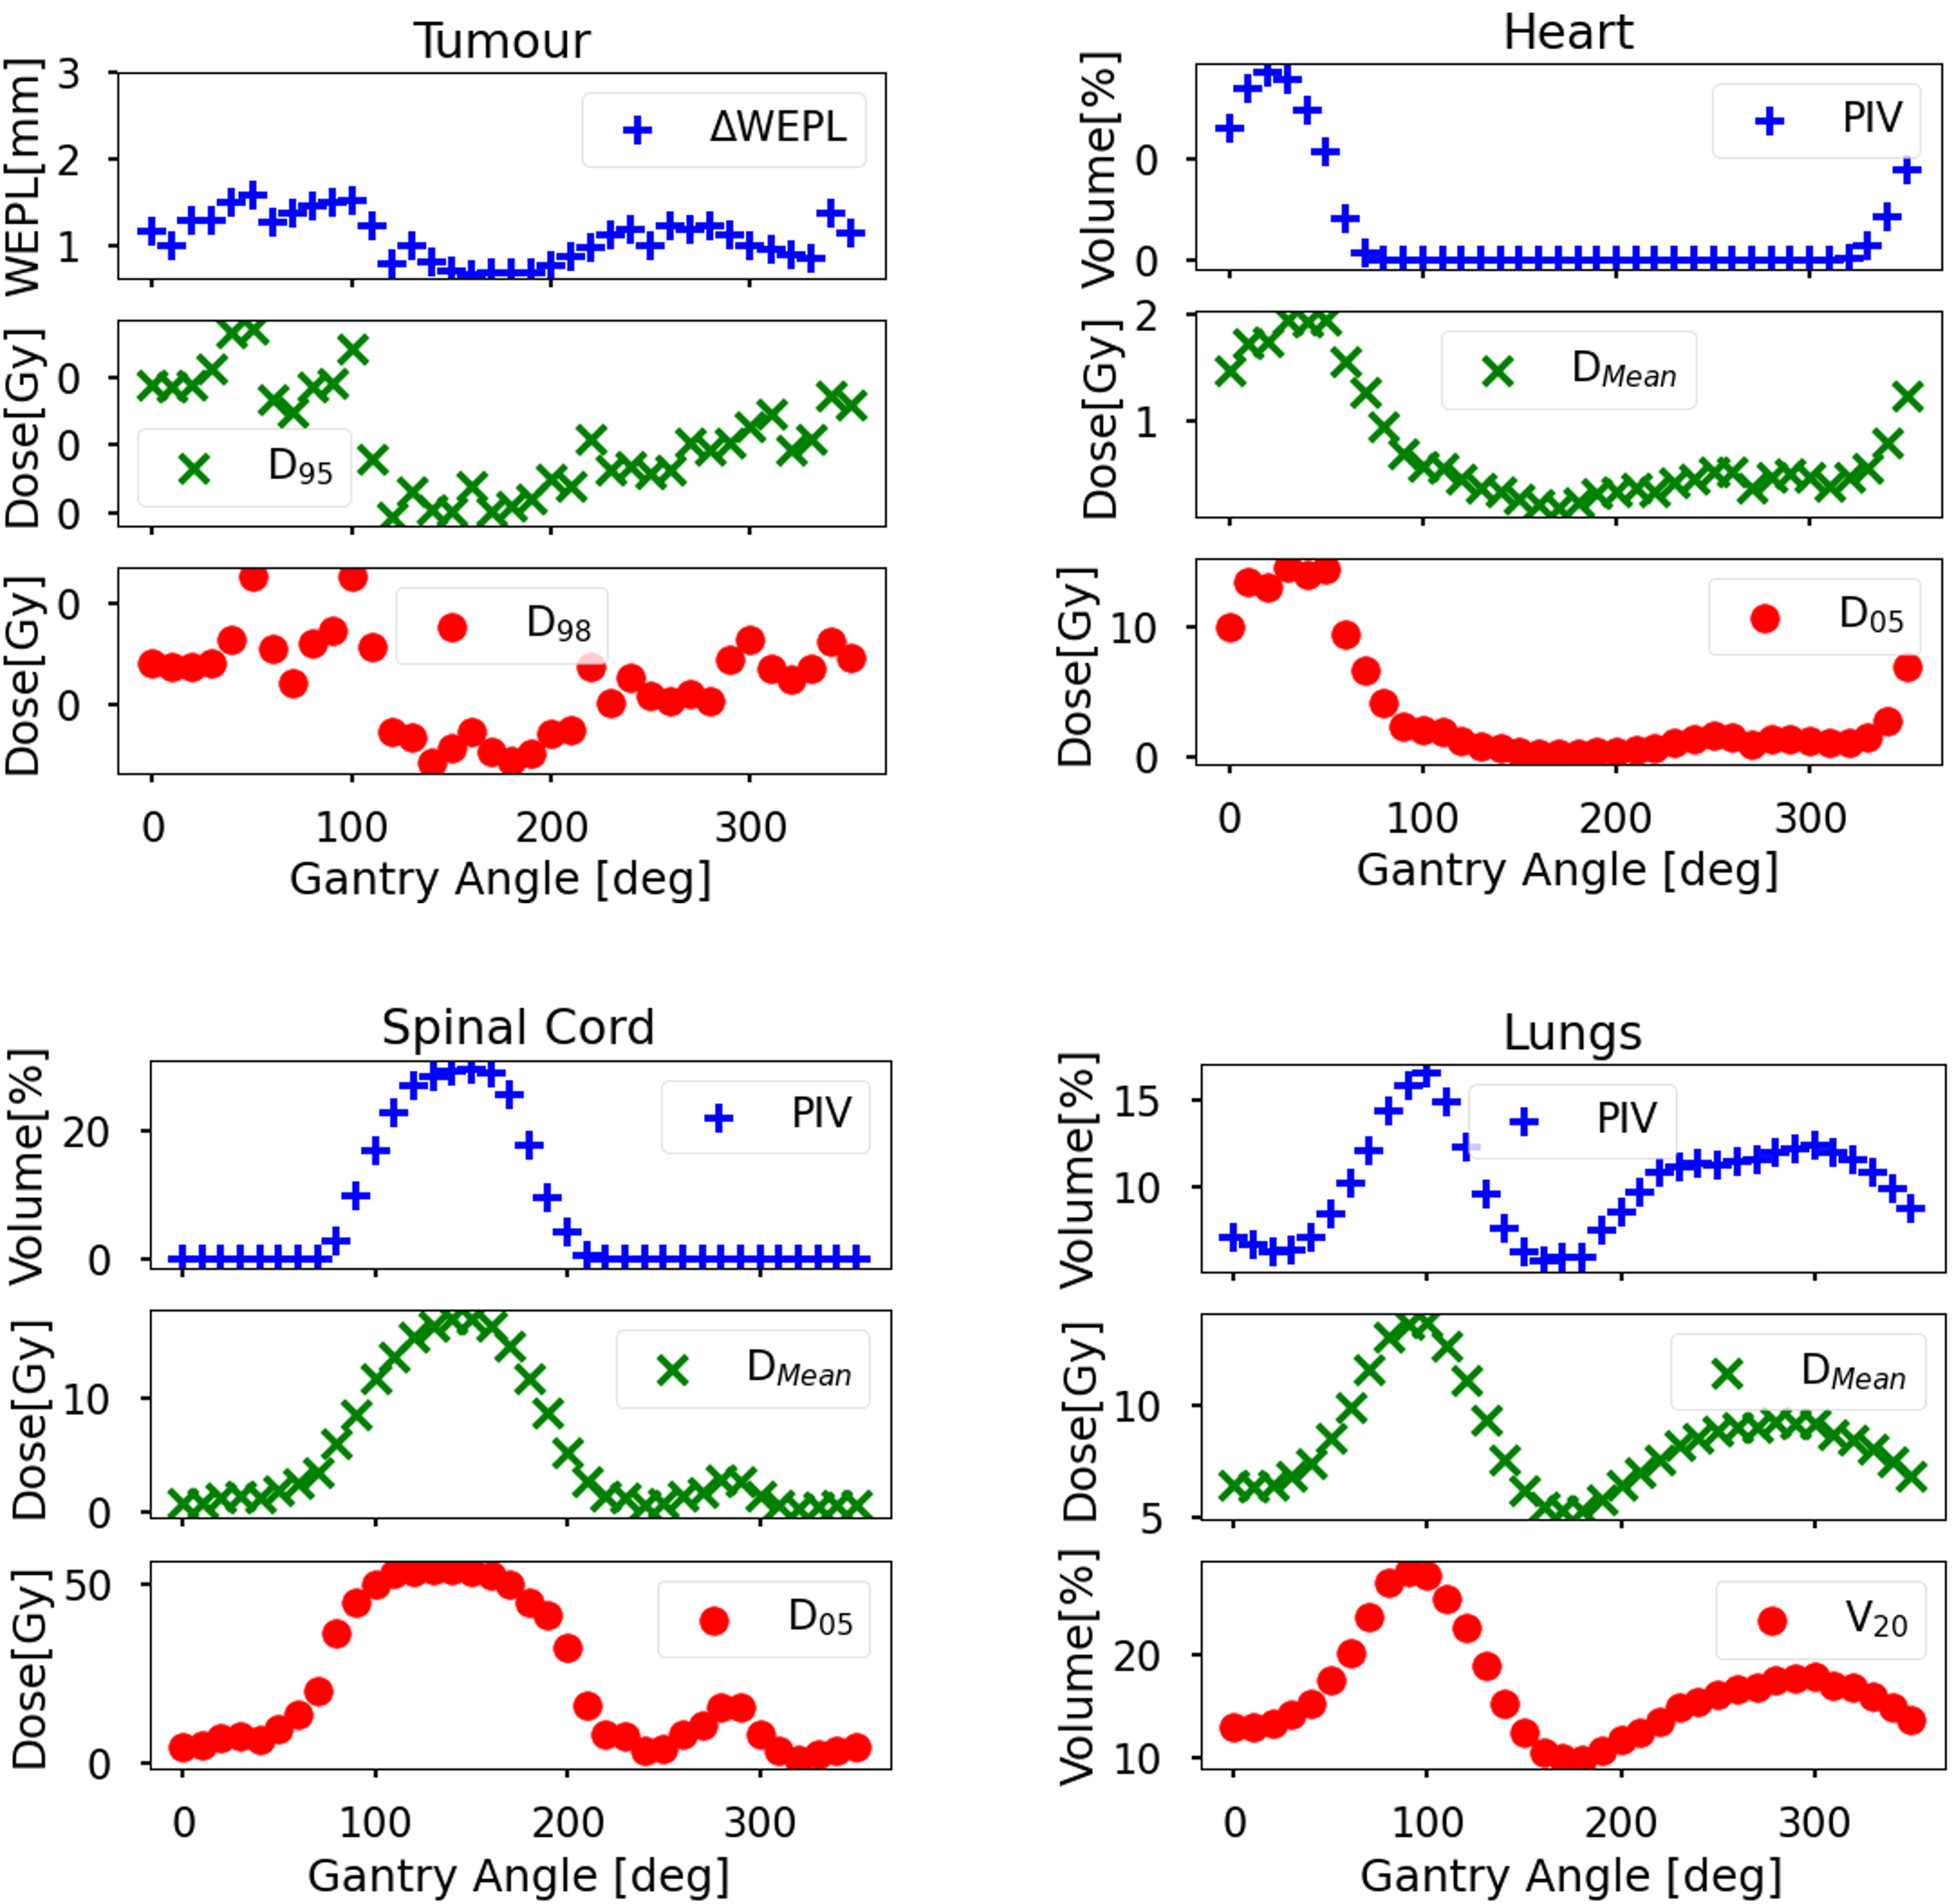 Tumour
WEPL[mm]
3
2
1
ΔWEPL
Dose[Gy]
0
0
0
D95
Dose[Gy]
0
0
D98
0 100 200 300
Gantry Angle [deg]
Heart
Volume[%]
0
0
PIV
Dose[Gy]
2
1
DMean
Dose[Gy]
10
0
D05
0 100 200 300
Gantry Angle [deg]
Spinal Cord
Volume[%]
20
0
PIV
Dose[Gy]
10
0
DMean
Dose[Gy]
50
0
D05
0 100 200 300
Gantry Angle [deg]
Lungs
Volume[%]
15
10
PIV
Dose[Gy]
10
5
DMean
Volume[%]
20
10
V20
0 100 200 300
Gantry Angle [deg]